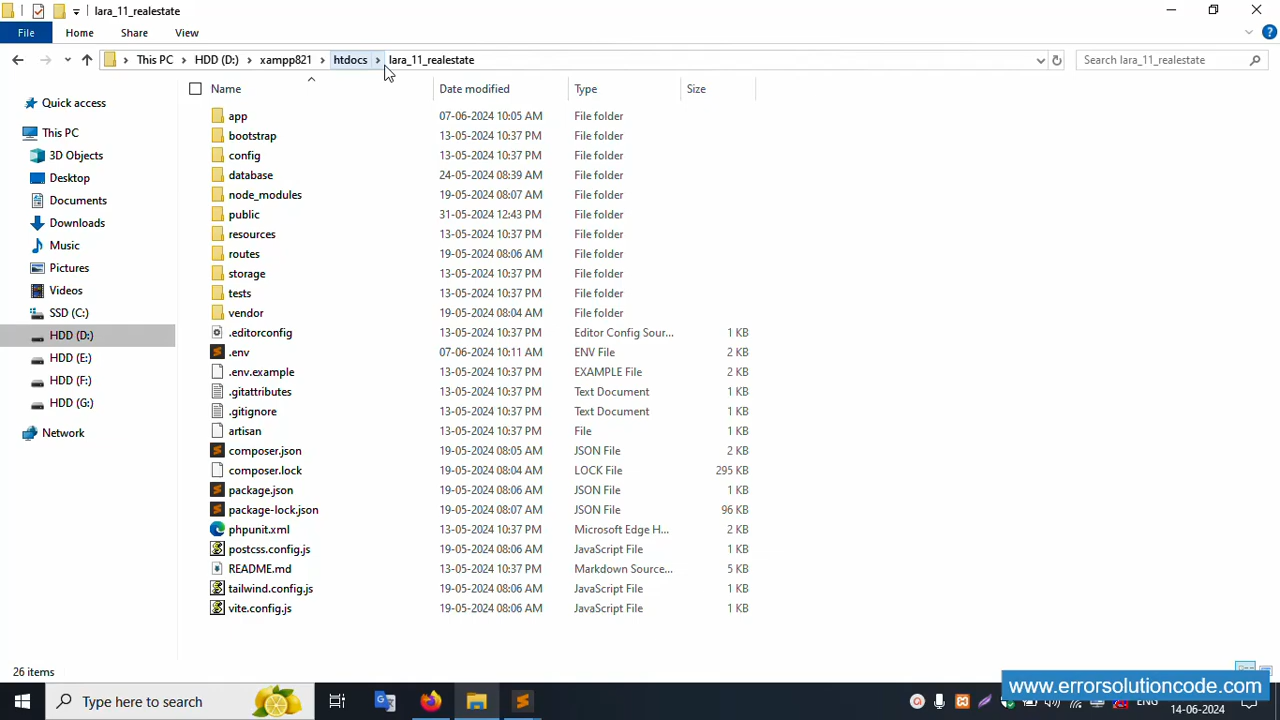 lara_11_realestate
File Home Share View
This PC HDD (D:) xampp821 htdocs lara_11_realestate Search lara_11_realestate
Name Date modified Type Size
Quick access
This PC
3D Objects
Desktop
Documents
Downloads
Music
Pictures
Videos
SSD (C:)
HDD (D:)
HDD (E:)
HDD (F:)
HDD (G:)
Network
app 07-06-2024 10:05 AM File folder
bootstrap 13-05-2024 10:37 PM File folder
config 13-05-2024 10:37 PM File folder
database 24-05-2024 08:39 AM File folder
node_modules 19-05-2024 08:07 AM File folder
public 31-05-2024 12:43 PM File folder
resources 13-05-2024 10:37 PM File folder
routes 19-05-2024 08:06 AM File folder
storage 13-05-2024 10:37 PM File folder
tests 13-05-2024 10:37 PM File folder
vendor 19-05-2024 08:04 AM File folder
.editorconfig 13-05-2024 10:37 PM Editor Config Sour... 1 KB
.env 07-06-2024 10:11 AM ENV File 2 KB
.env.example 13-05-2024 10:37 PM EXAMPLE File 2 KB
.gitattributes 13-05-2024 10:37 PM Text Document 1 KB
.gitignore 13-05-2024 10:37 PM Text Document 1 KB
artisan 13-05-2024 10:37 PM File 1 KB
composer.json 19-05-2024 08:05 AM JSON File 2 KB
composer.lock 19-05-2024 08:04 AM LOCK File 295 KB
package.json 19-05-2024 08:06 AM JSON File 1 KB
package-lock.json 19-05-2024 08:07 AM JSON File 96 KB
phpunit.xml 13-05-2024 10:37 PM Microsoft Edge H... 2 KB
postcss.config.js 19-05-2024 08:06 AM JavaScript File 1 KB
README.md 13-05-2024 10:37 PM Markdown Source... 5 KB
tailwind.config.js 19-05-2024 08:06 AM JavaScript File 1 KB
vite.config.js 19-05-2024 08:06 AM JavaScript File 1 KB
26 items
www.errorsolutioncode.com
Type here to search
14-06-2024